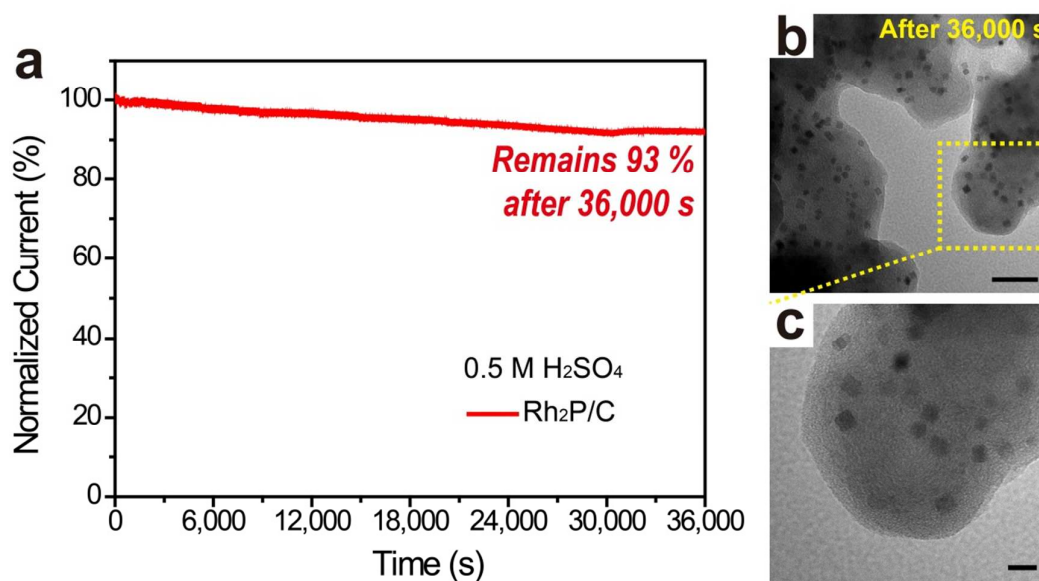 a
Normalized Current (%)
100
80
60
40
20
0
Remains 93 %
after 36,000 s
0.5 M H₂SO₄
Rh₂P/C
0 6,000 12,000 18,000 24,000 30,000 36,000
Time (s)
b
After 36,000 s
c